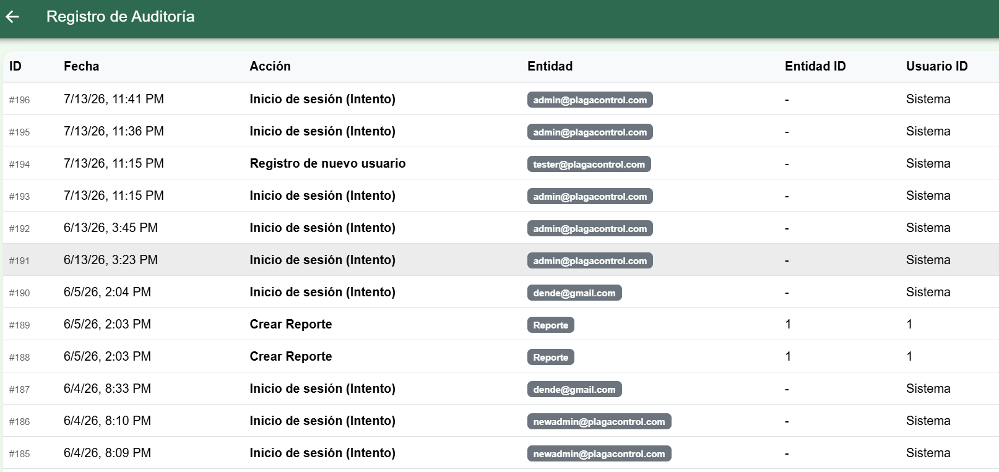 Registro de Auditoría
ID Fecha Acción Entidad Entidad ID Usuario ID
#196 7/13/26, 11:41 PM Inicio de sesión (Intento) admin@plagacontrol.com - Sistema
#195 7/13/26, 11:36 PM Inicio de sesión (Intento) admin@plagacontrol.com - Sistema
#194 7/13/26, 11:15 PM Registro de nuevo usuario tester@plagacontrol.com - Sistema
#193 7/13/26, 11:15 PM Inicio de sesión (Intento) admin@plagacontrol.com - Sistema
#192 6/13/26, 3:45 PM Inicio de sesión (Intento) admin@plagacontrol.com - Sistema
#191 6/13/26, 3:23 PM Inicio de sesión (Intento) admin@plagacontrol.com - Sistema
#190 6/5/26, 2:04 PM Inicio de sesión (Intento) dende@gmail.com - Sistema
#189 6/5/26, 2:03 PM Crear Reporte Reporte 1 1
#188 6/5/26, 2:03 PM Crear Reporte Reporte 1 1
#187 6/4/26, 8:33 PM Inicio de sesión (Intento) dende@gmail.com - Sistema
#186 6/4/26, 8:10 PM Inicio de sesión (Intento) newadmin@plagacontrol.com - Sistema
#185 6/4/26, 8:09 PM Inicio de sesión (Intento) newadmin@plagacontrol.com - Sistema